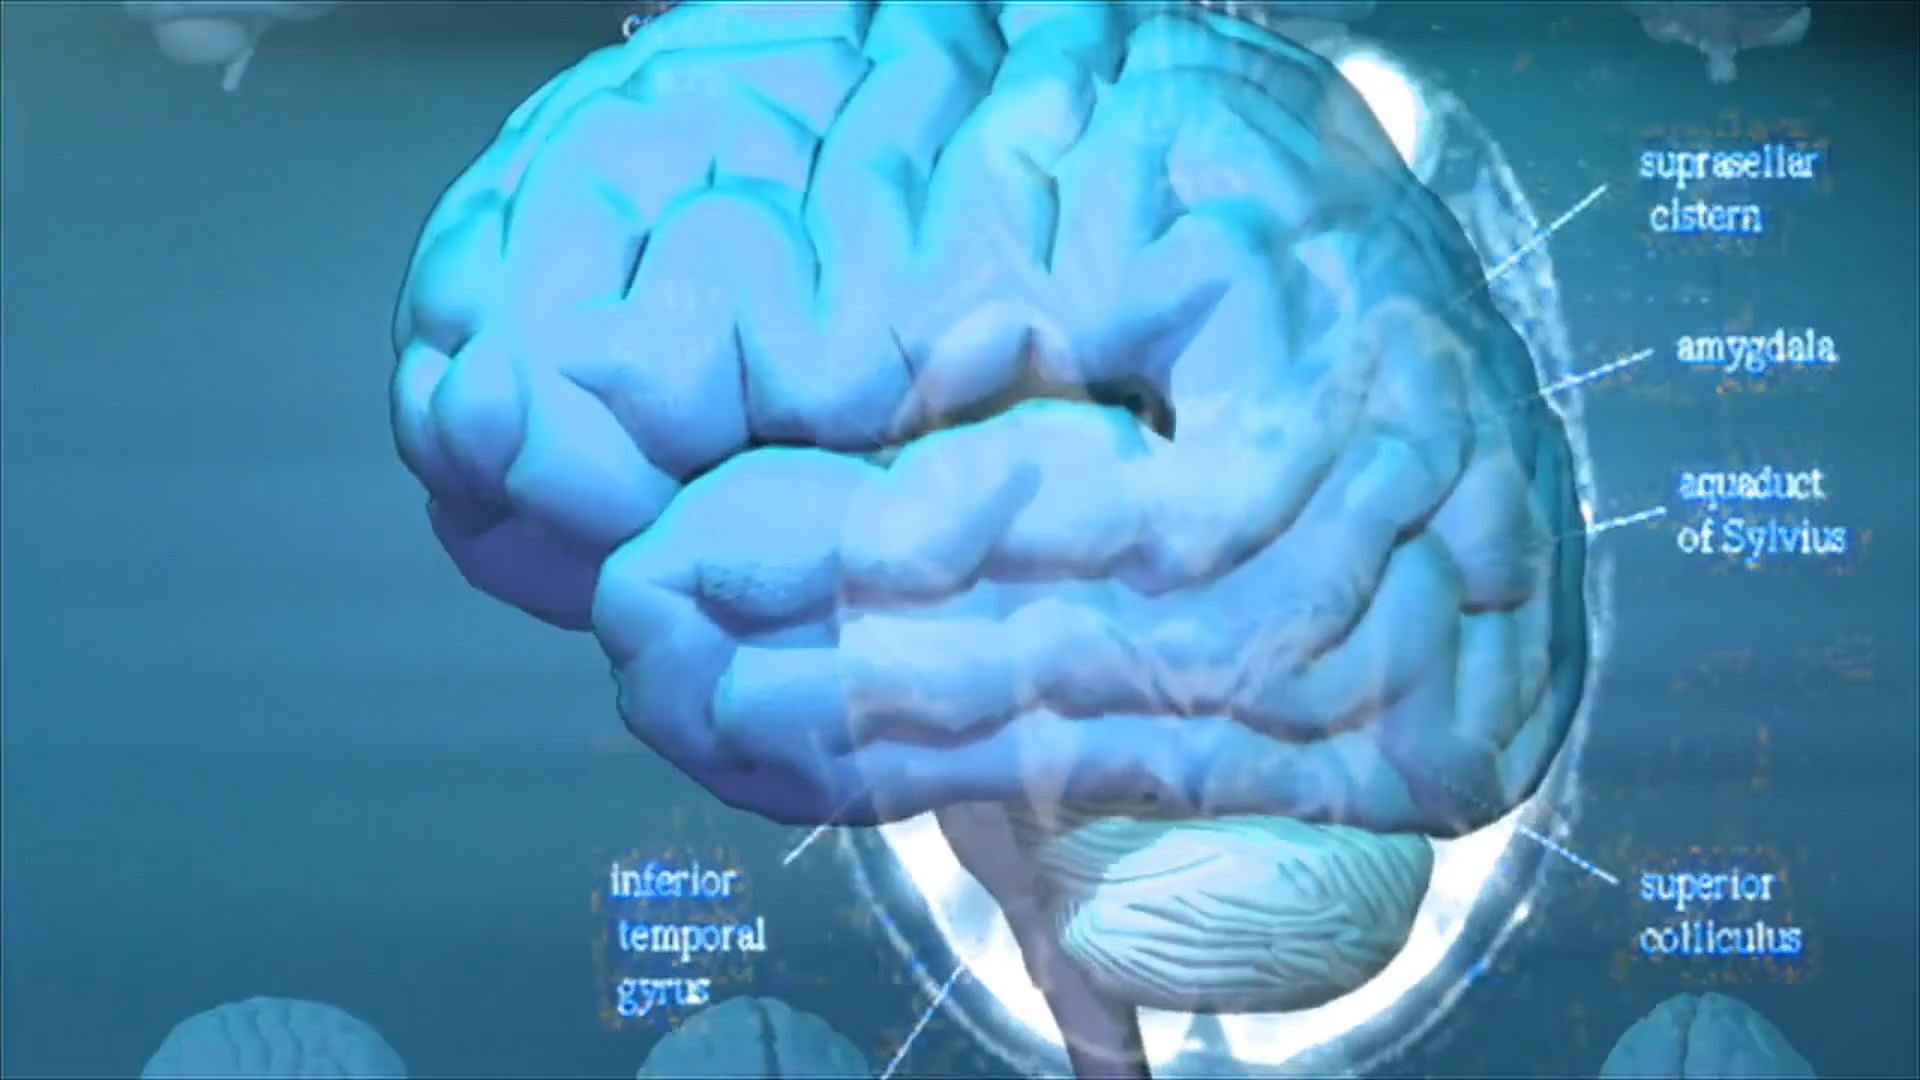 suprasellar
cistern
amygdala
aquaduct
of Sylvius
inferior
temporal
gyrus
superior
colliculus